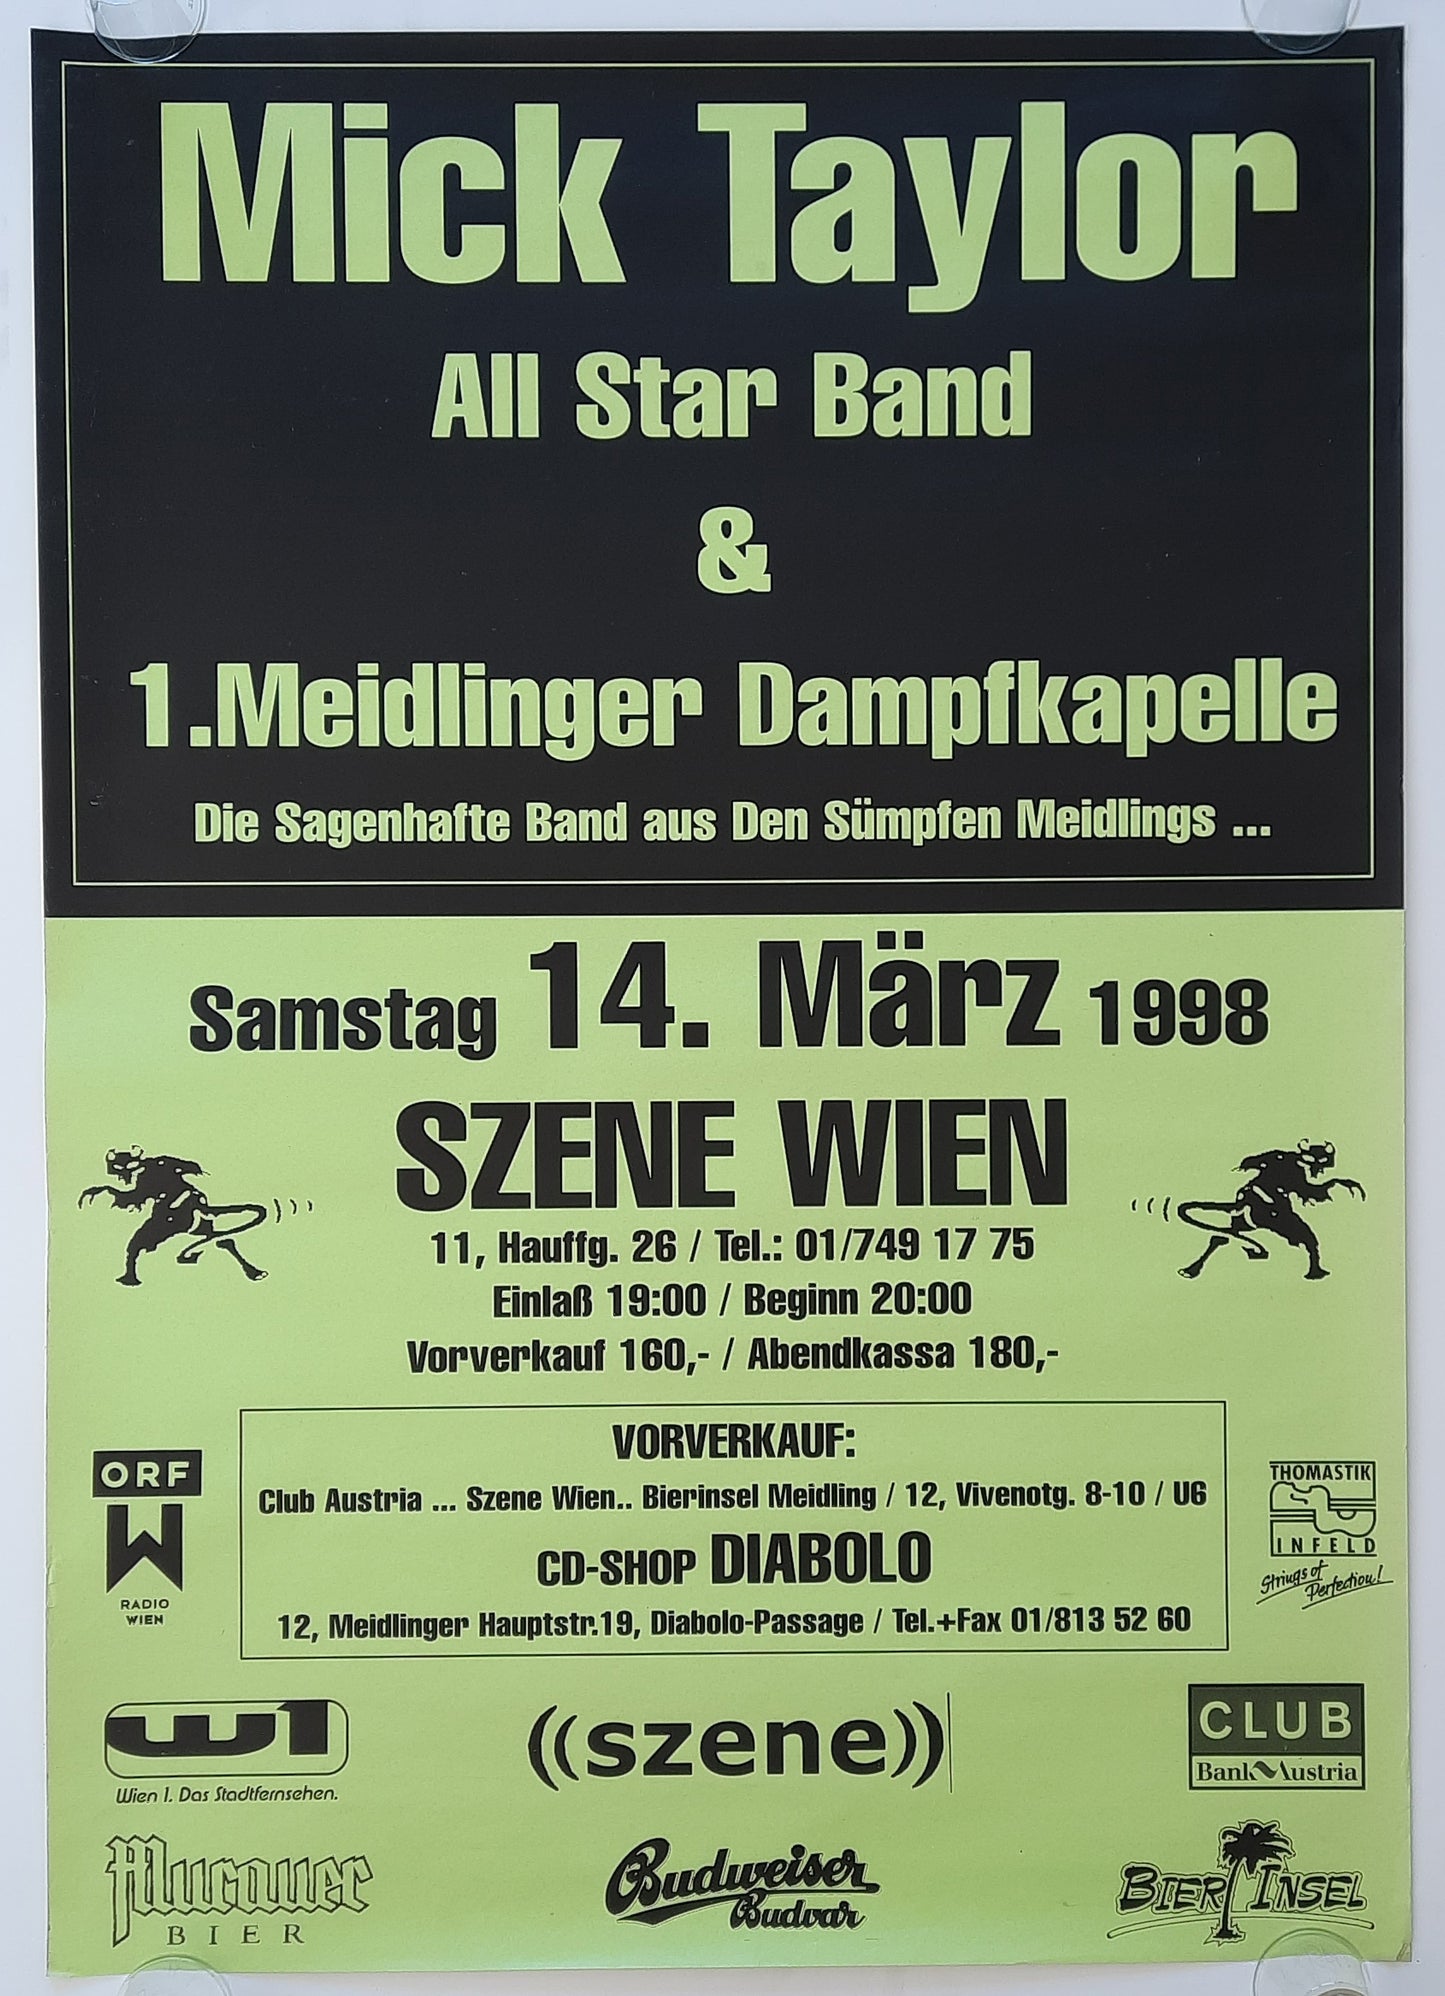 Mick Taylor
All Star Band
&
1.Meidlinger Dampfkapelle
Die Sagenhafte Band aus Den Sümpfen Meidlings ...
Samstag 14. März 1998
SZENE WIEN
11, Hauffg. 26 / Tel.: 01/749 17 75
Einlaß 19:00 / Beginn 20:00
Vorverkauf 160,- / Abendkassa 180,-
VORVERKAUF:
Club Austria ... Szene Wien.. Bierinsel Meidling / 12, Vivenotg. 8-10 / U6
CD-SHOP DIABOLO
12, Meidlinger Hauptstr.19, Diabolo-Passage / Tel.+Fax 01/813 52 60
ORF
W
RADIO
WIEN
THOMASTIK
INFELD
Strings of
Perfection!
W1
Wien 1. Das Stadtfernsehen.
((szene))
CLUB
Bank Austria
Murauer
BIER
Budweiser
Budvar
BIER INSEL